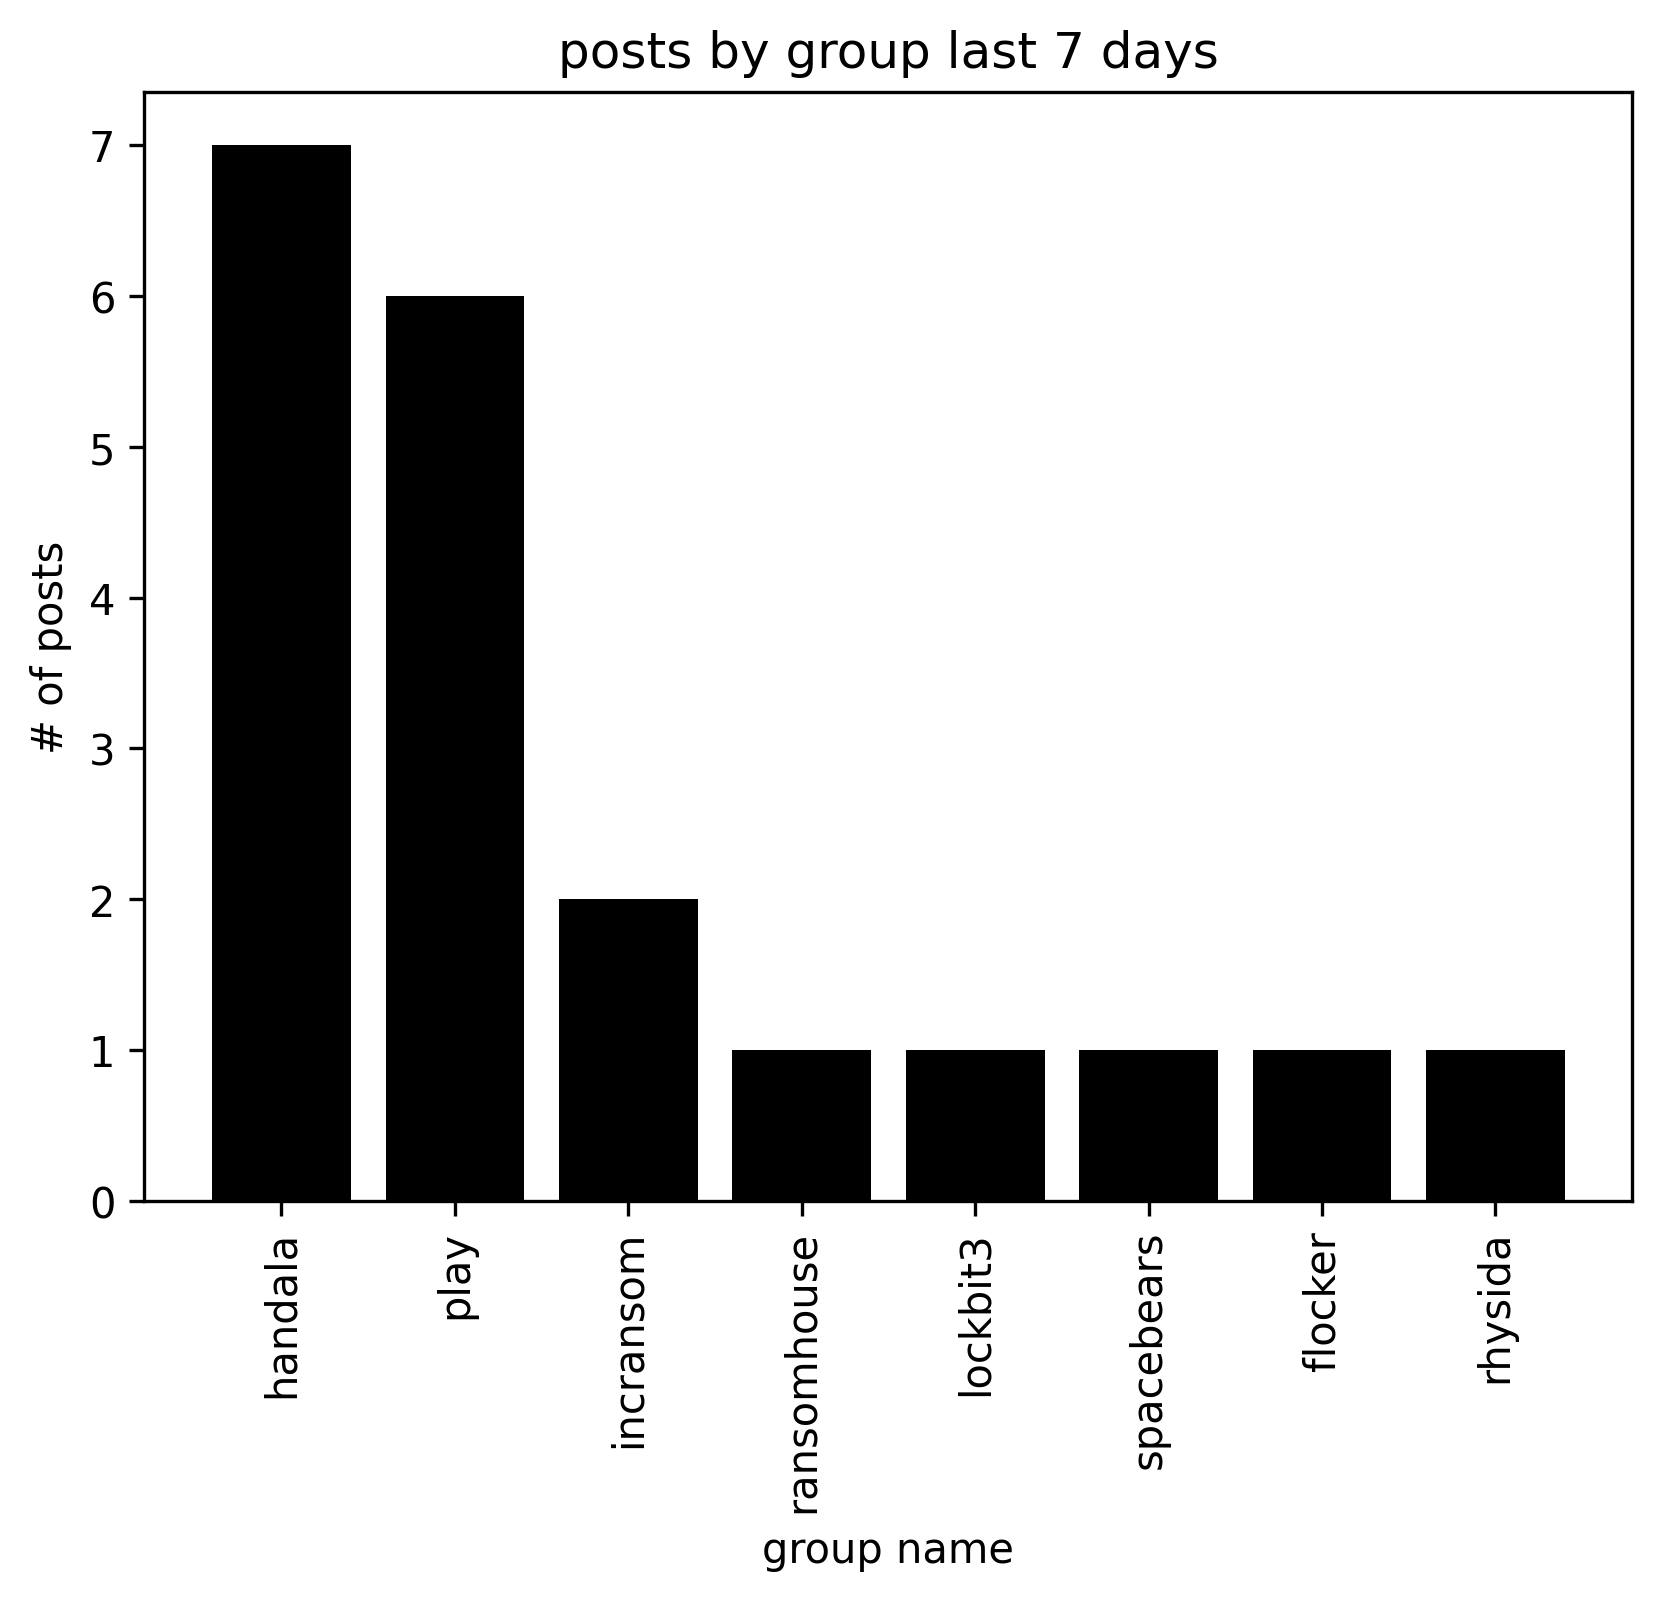 posts by group last 7 days
# of posts
7
6
5
4
3
2
1
0
handala
play
incransom
ransomhouse
lockbit3
spacebears
flocker
rhysida
group name